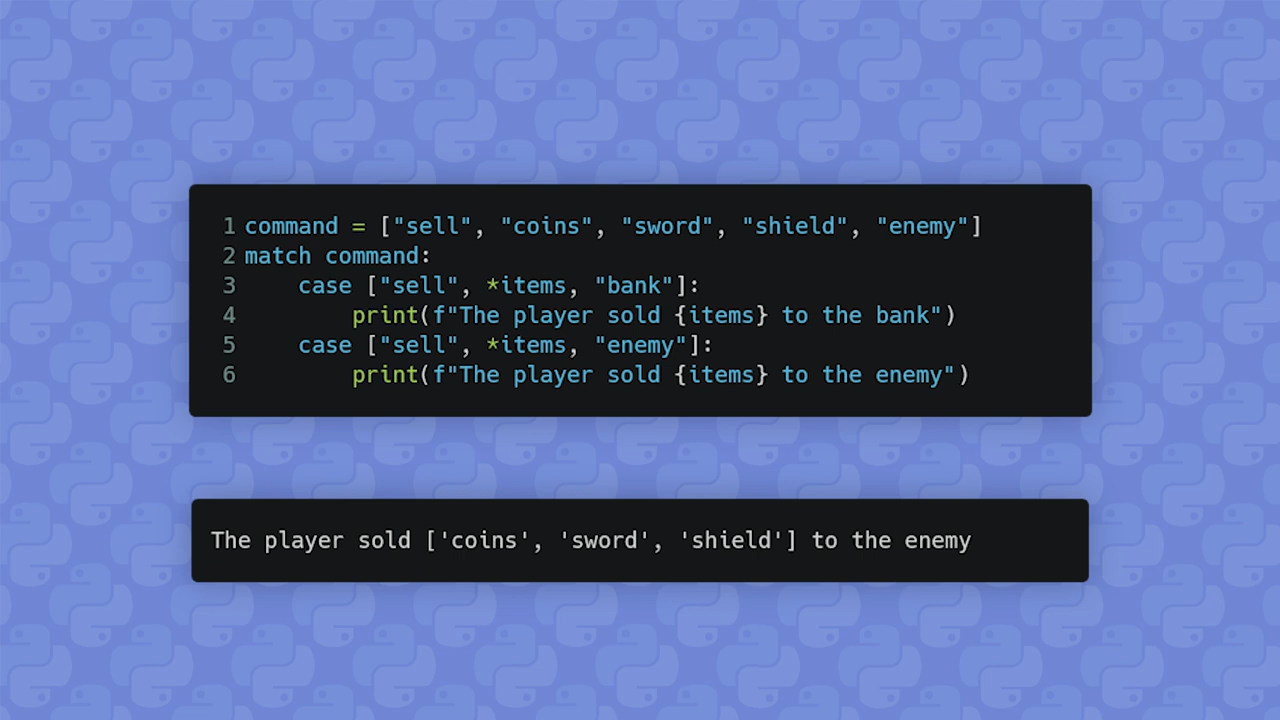 1 command = ["sell", "coins", "sword", "shield", "enemy"]
2 match command:
3     case ["sell", *items, "bank"]:
4         print(f"The player sold {items} to the bank")
5     case ["sell", *items, "enemy"]:
6         print(f"The player sold {items} to the enemy")
The player sold ['coins', 'sword', 'shield'] to the enemy